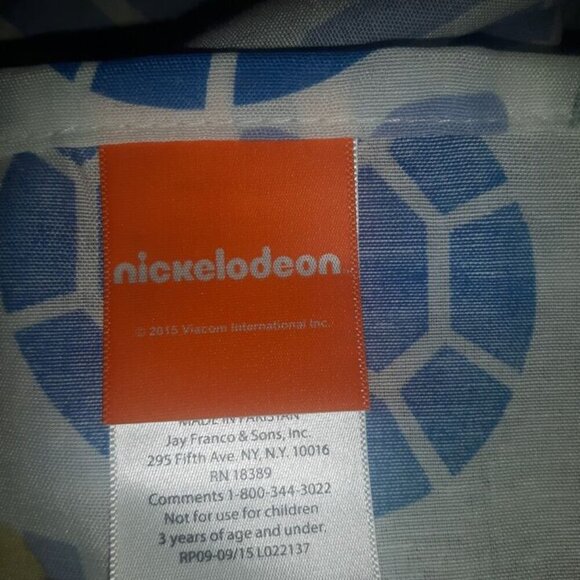 nickelodeon
© 2015 Viacom International Inc.
MADE IN PAKISTAN
Jay Franco & Sons, Inc.
295 Fifth Ave. NY, N.Y. 10016
RN 18389
Comments 1-800-344-3022
Not for use for children
3 years of age and under.
RP09-09/15 L022137